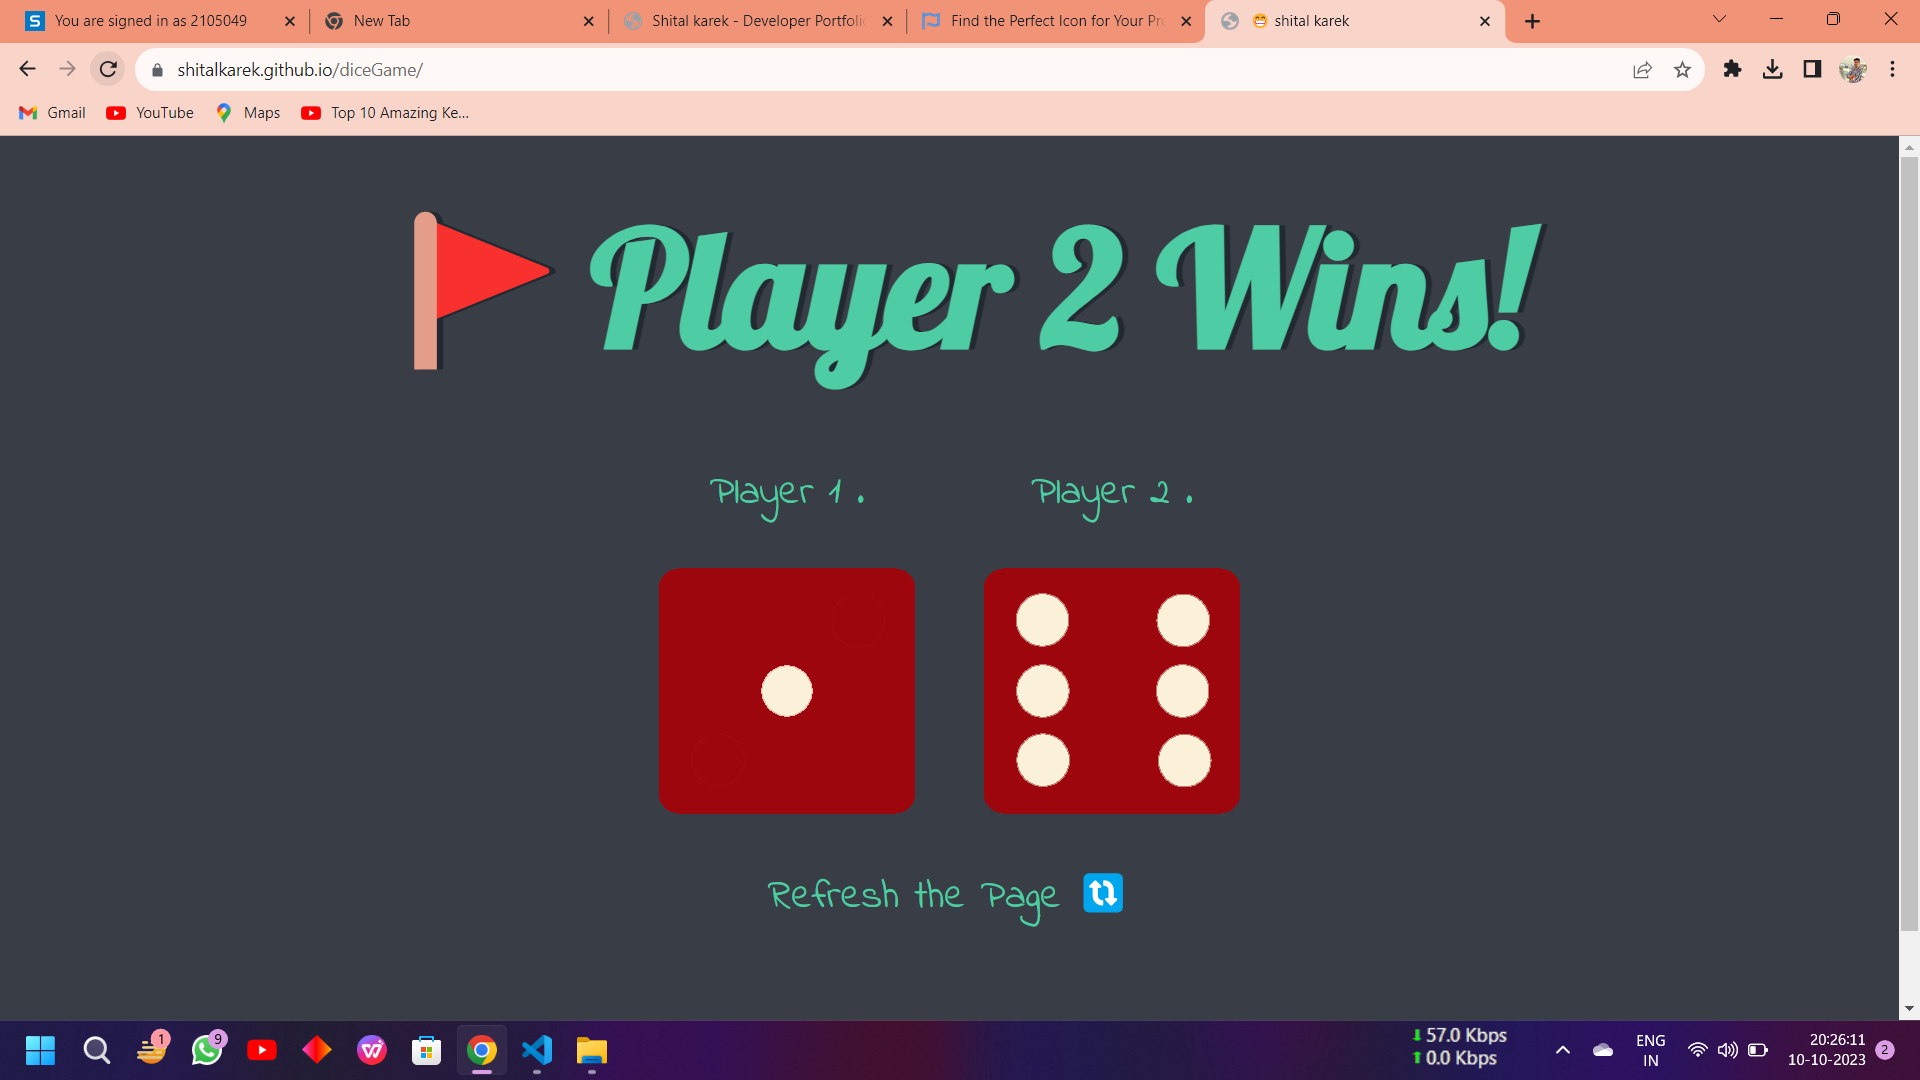 You are signed in as 2105049
New Tab
Shital karek - Developer Portfolio
Find the Perfect Icon for Your Pr
😁 shital karek
shitalkarek.github.io/diceGame/
Gmail
YouTube
Maps
Top 10 Amazing Ke...
🚩 Player 2 Wins!
Player 1 .
Player 2 .
Refresh the Page 🔃
1
9
57.0 Kbps
0.0 Kbps
ENG
IN
20:26:11
10-10-2023
2